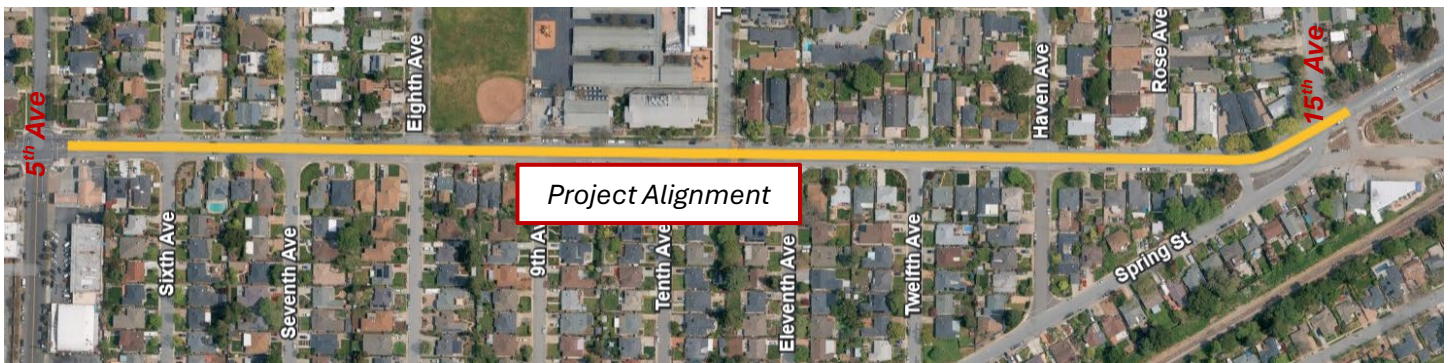 5th Ave
Sixth Ave
Seventh Ave
Eighth Ave
9th Ave
Project Alignment
Tenth Ave
Eleventh Ave
Twelfth Ave
Haven Ave
Rose Ave
15th Ave
Spring St